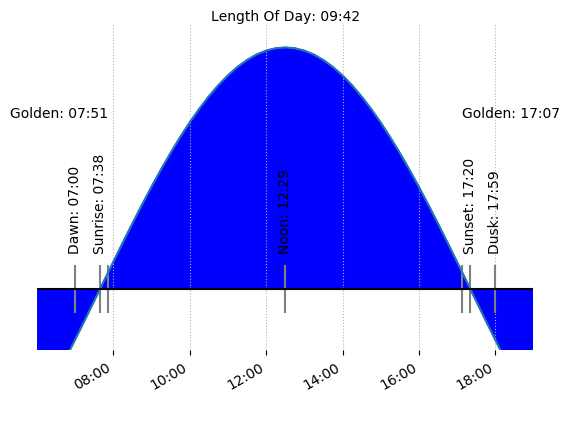 Length Of Day: 09:42
Golden: 07:51
Golden: 17:07
Dawn: 07:00
Sunrise: 07:38
Noon: 12:29
Sunset: 17:20
Dusk: 17:59
08:00
10:00
12:00
14:00
16:00
18:00